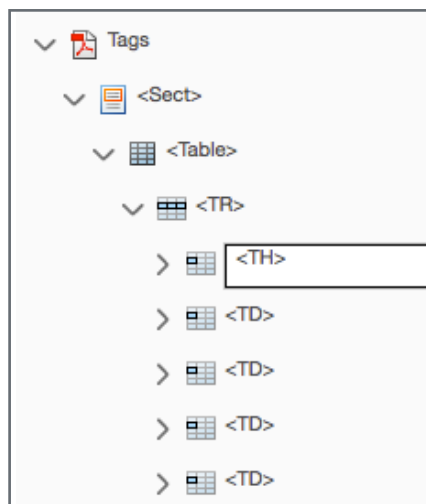 Tags
<Sect>
<Table>
<TR>
<TH>
<TD>
<TD>
<TD>
<TD>